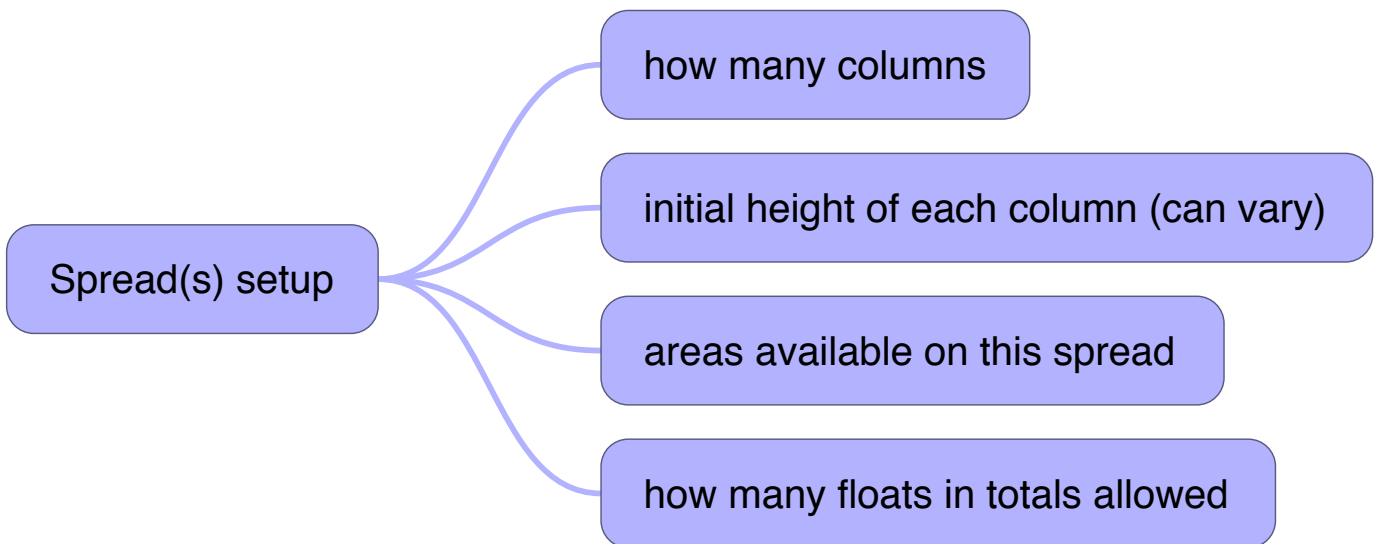 how many columns
initial height of each column (can vary)
Spread(s) setup
areas available on this spread
how many floats in totals allowed